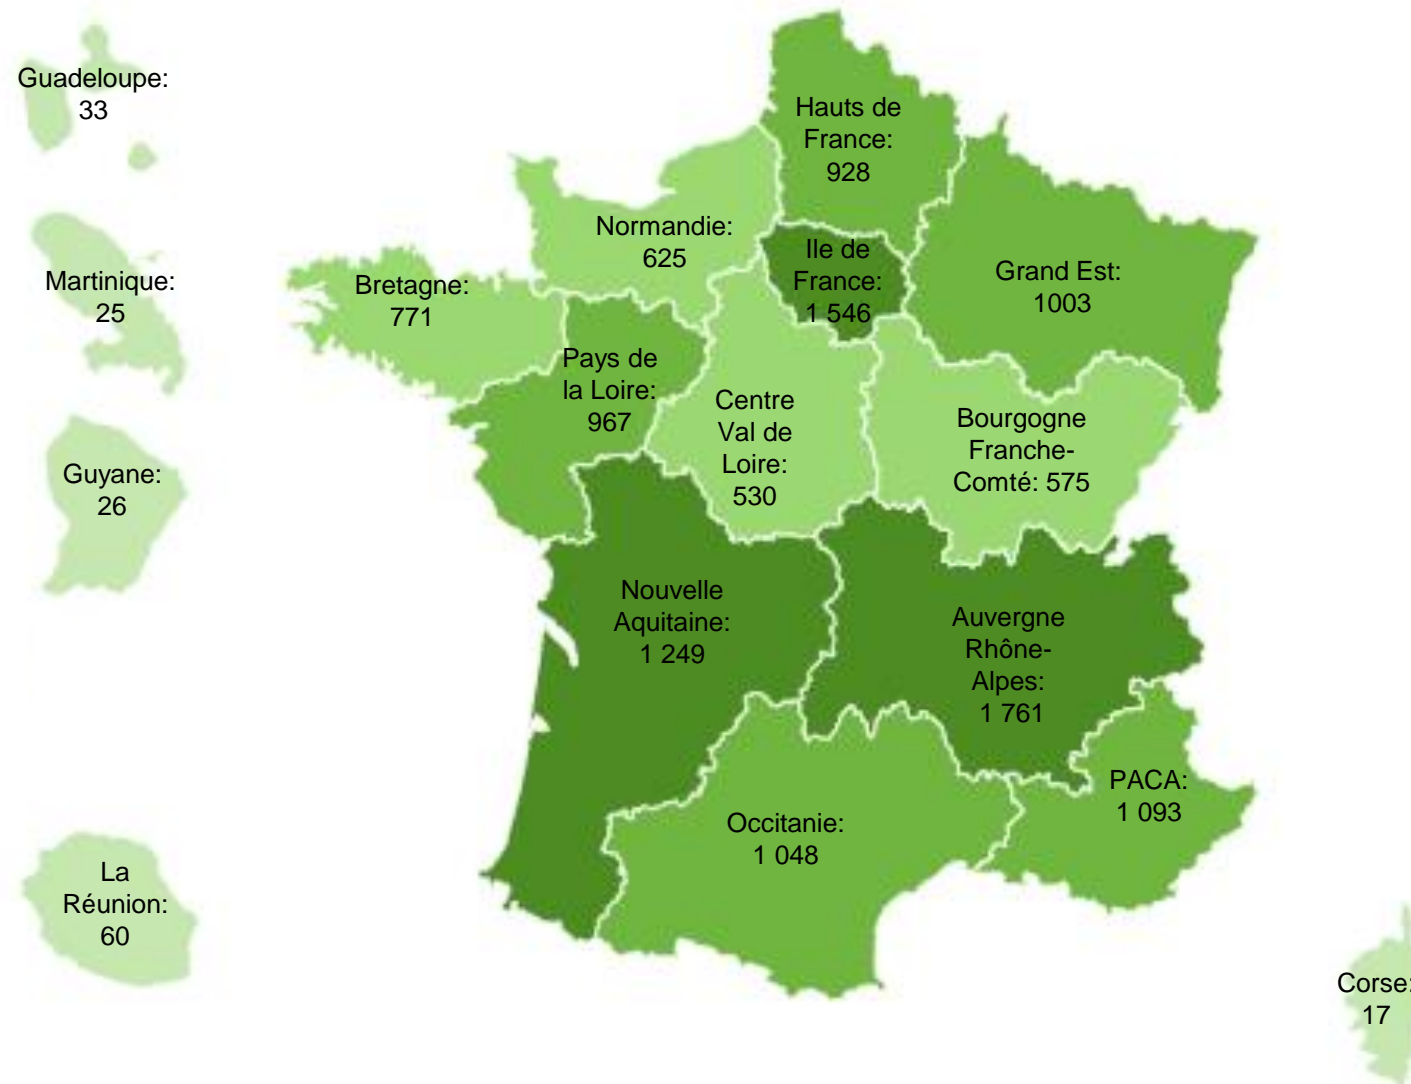 Guadeloupe:
33
Martinique:
25
Guyane:
26
La
Réunion:
60
Hauts de
France:
928
Normandie:
625
Ile de
France:
1 546
Grand Est:
1003
Bretagne:
771
Pays de
la Loire:
967
Centre
Val de
Loire:
530
Bourgogne
Franche-
Comté: 575
Nouvelle
Aquitaine:
1 249
Auvergne
Rhône-
Alpes:
1 761
PACA:
1 093
Occitanie:
1 048
Corse:
17